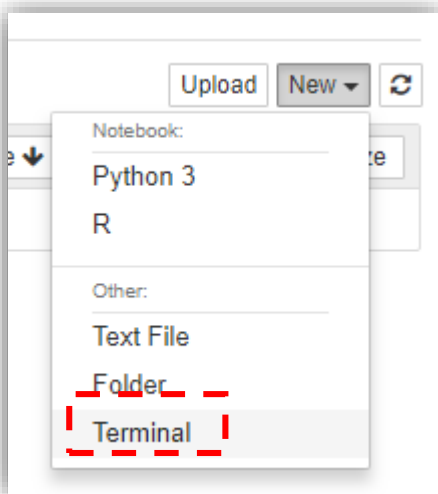 Upload New
Notebook:
Python 3
R
Other:
Text File
Folder
Terminal